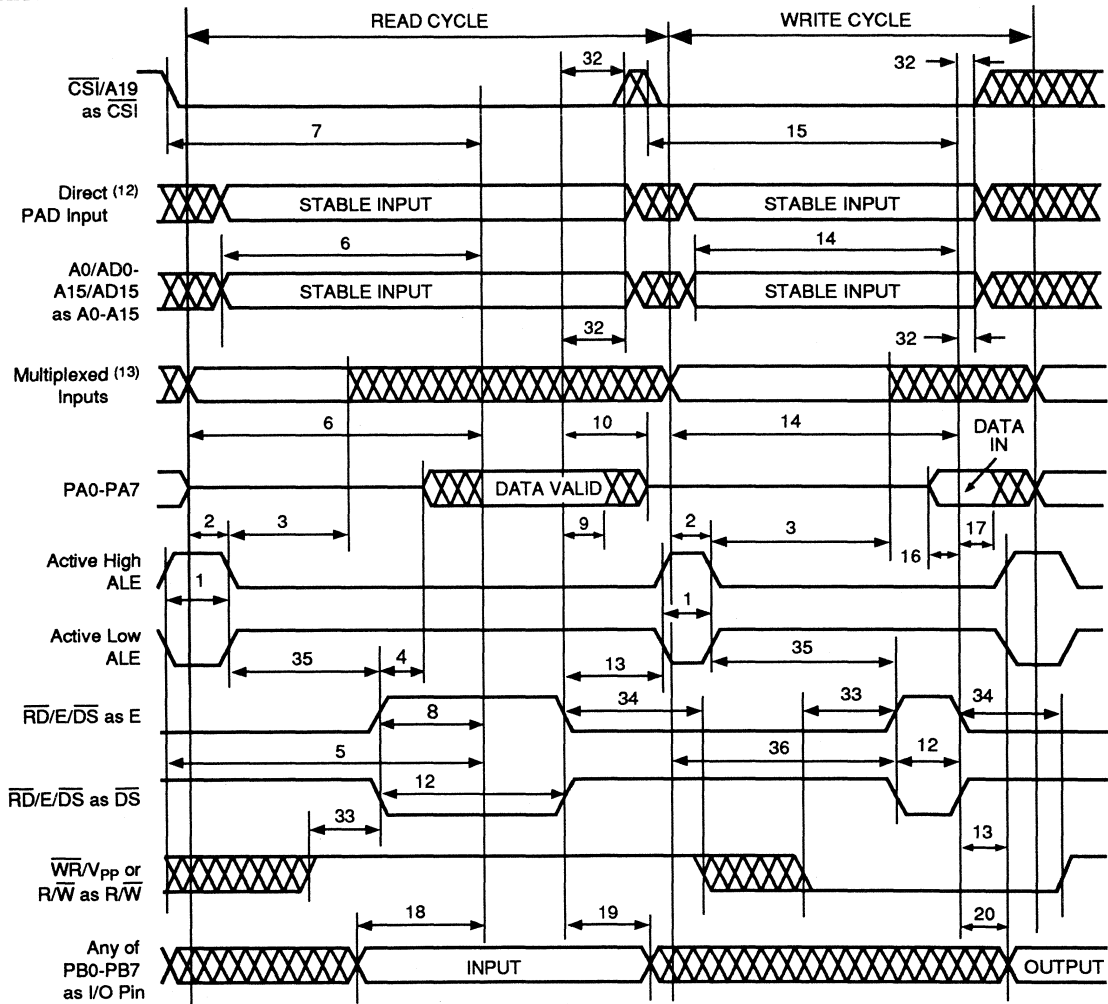 READ CYCLE
WRITE CYCLE
32
32
CSI/A19
as CSI
7
15
Direct (12)
PAD Input
STABLE INPUT
STABLE INPUT
6
14
A0/AD0-
A15/AD15
as A0-A15
STABLE INPUT
STABLE INPUT
32
32
Multiplexed (13)
Inputs
6
10
14
DATA
IN
PA0-PA7
DATA VALID
2
3
9
2
3
17
16
Active High
ALE
1
1
Active Low
ALE
35
4
13
35
RD/E/DS as E
8
34
33
34
5
36
12
RD/E/DS as DS
12
33
13
WR/VPP or
R/W as R/W
18
19
20
Any of
PB0-PB7
as I/O Pin
INPUT
OUTPUT